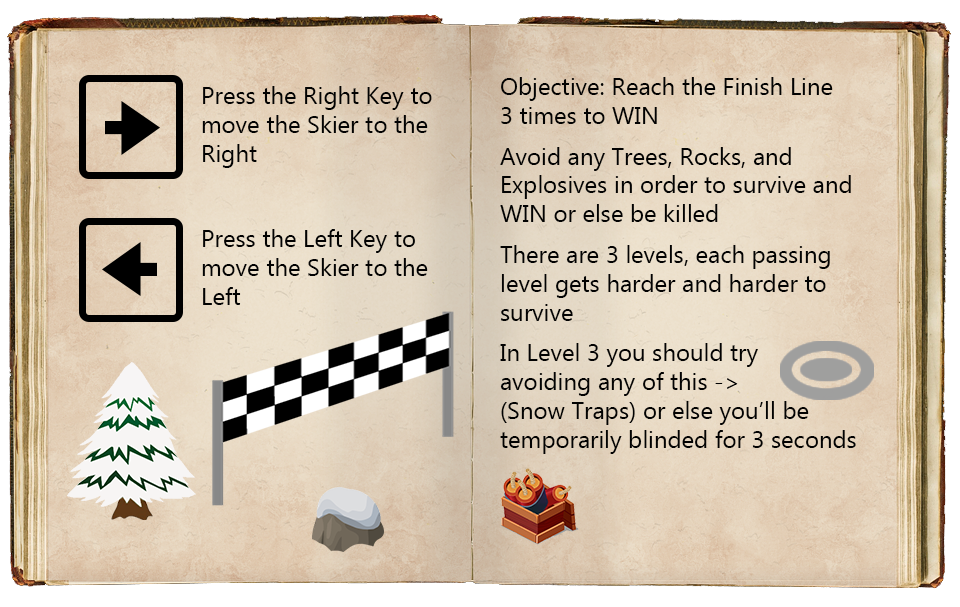 Press the Right Key to
move the Skier to the
Right
Press the Left Key to
move the Skier to the
Left
Objective: Reach the Finish Line
3 times to WIN
Avoid any Trees, Rocks, and
Explosives in order to survive and
WIN or else be killed
There are 3 levels, each passing
level gets harder and harder to
survive
In Level 3 you should try
avoiding any of this ->
(Snow Traps) or else you'll be
temporarily blinded for 3 seconds